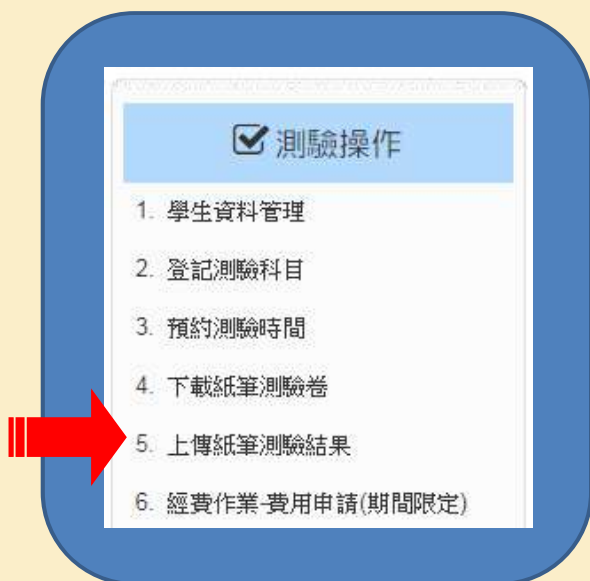 測驗操作
1. 學生資料管理
2. 登記測驗科目
3. 預約測驗時間
4. 下載紙筆測驗卷
5. 上傳紙筆測驗結果
6. 經費作業-費用申請(期間限定)